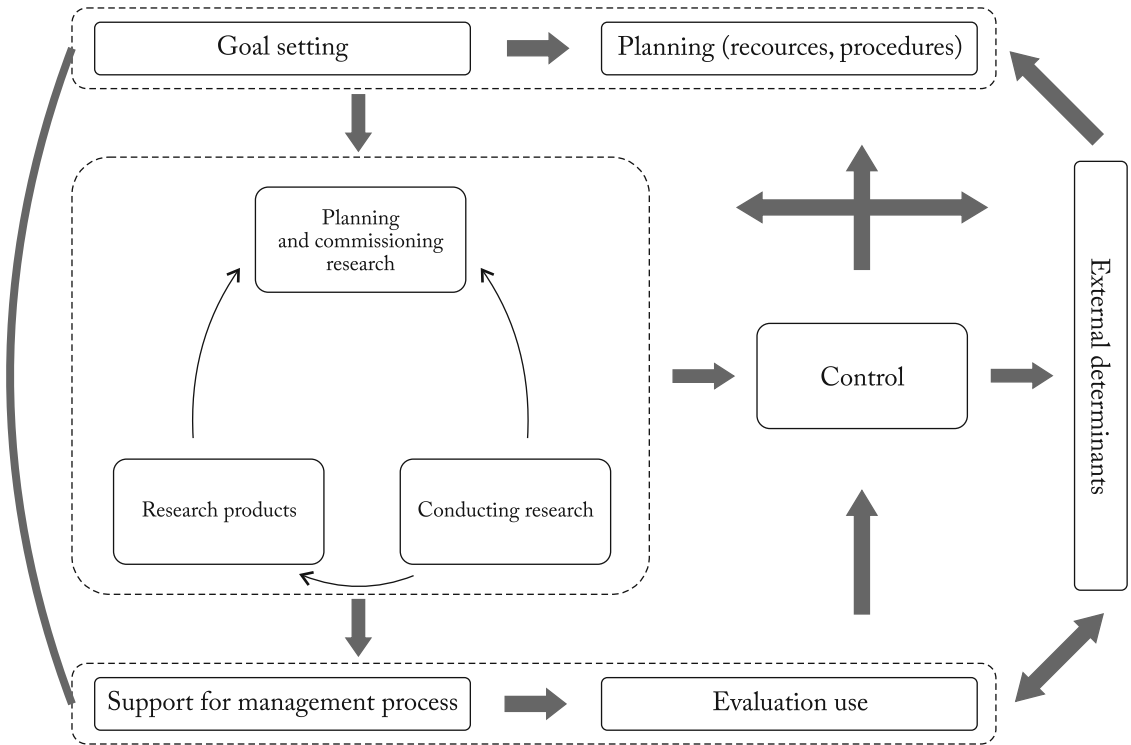 Goal setting
Planning (recources, procedures)
Planning
and commissioning
research
External determinants
Control
Research products
Conducting research
Support for management process
Evaluation use